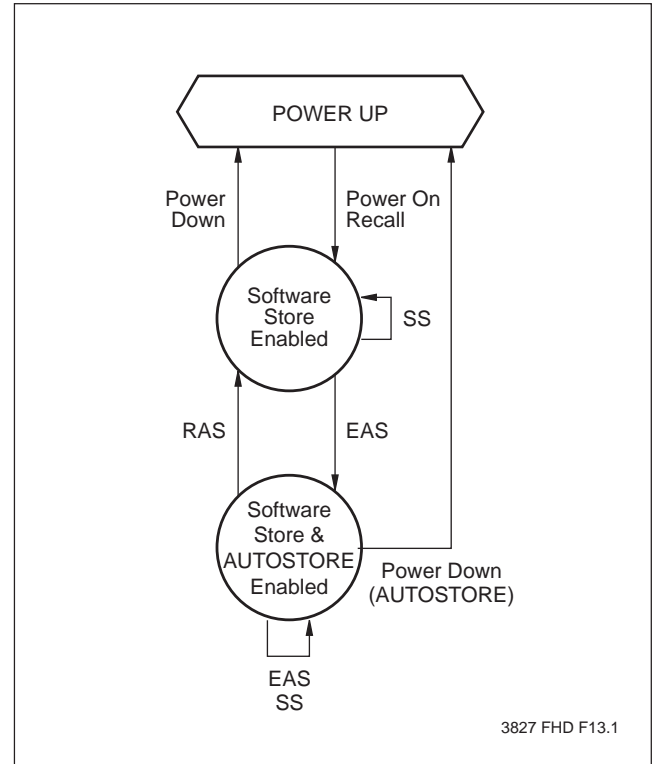 POWER UP
Power
Down
Power On
Recall
Software
Store
Enabled
SS
RAS
EAS
Software
Store &
AUTOSTORE
Enabled
Power Down
(AUTOSTORE)
EAS
SS
3827 FHD F13.1